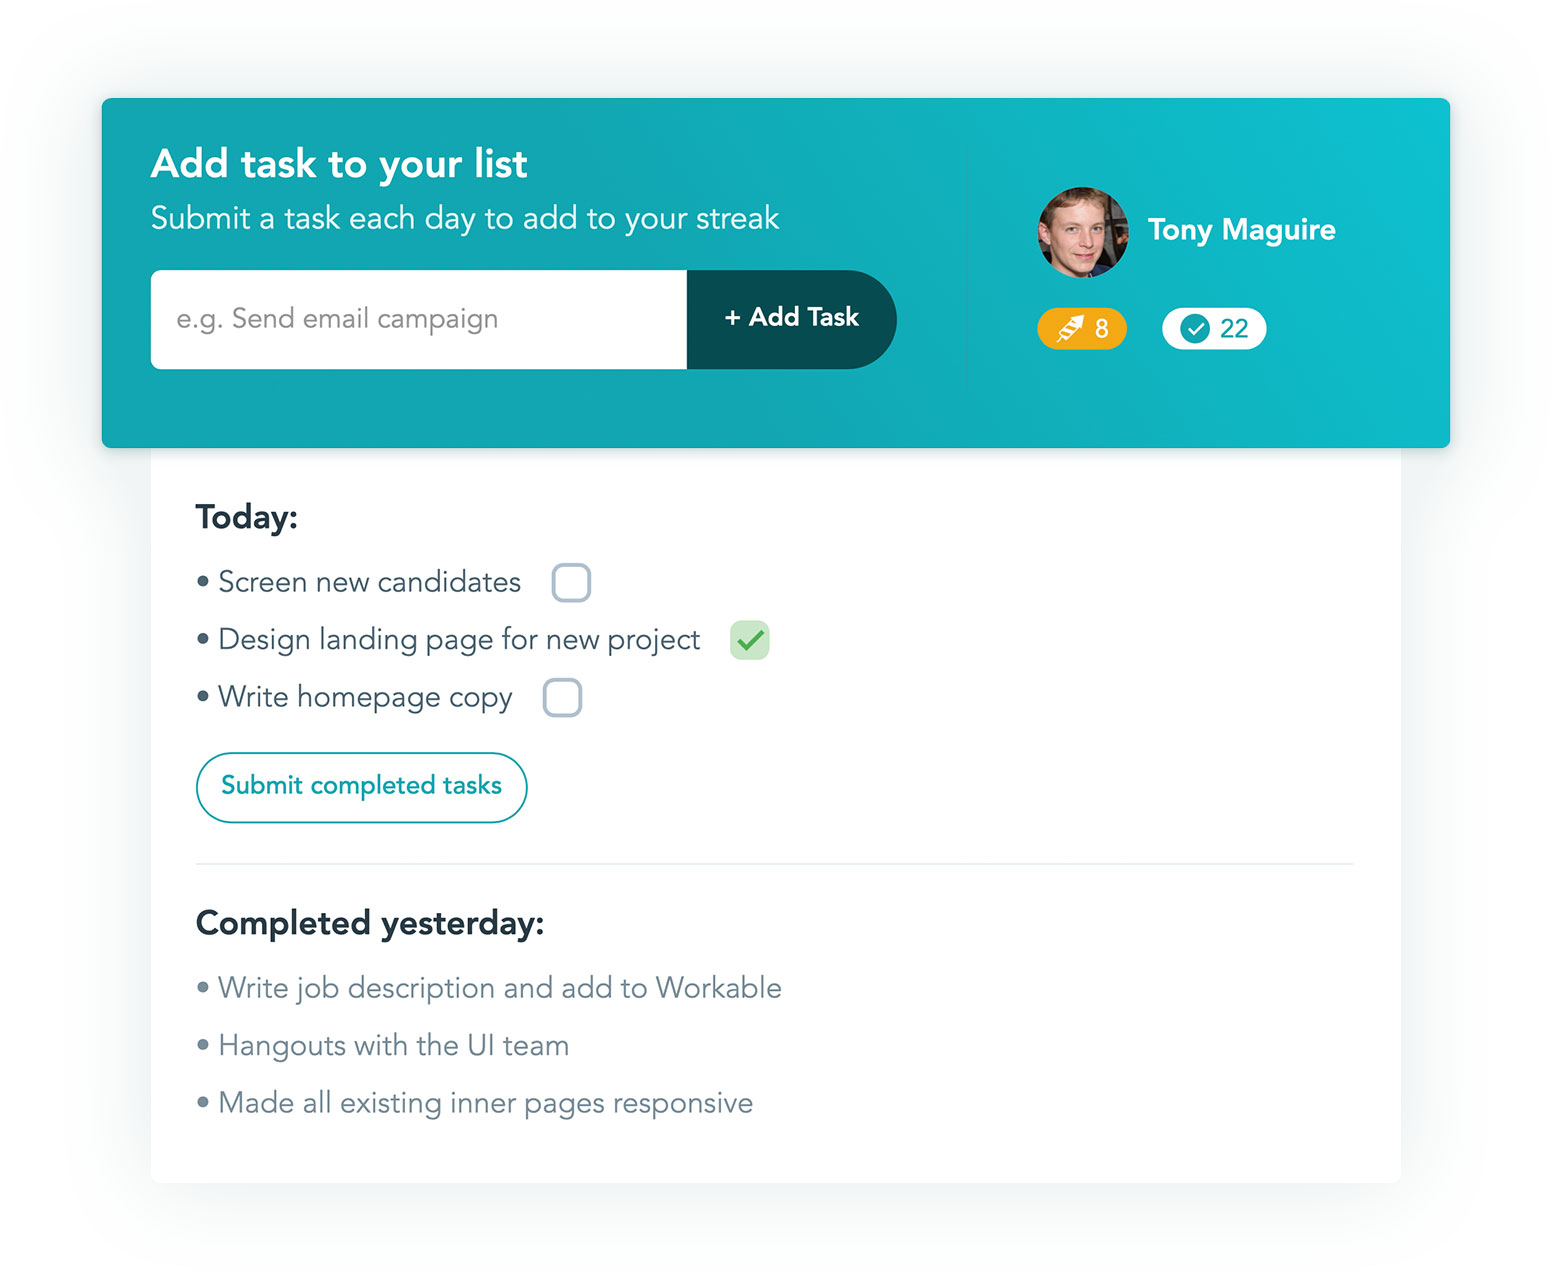 Add task to your list
Submit a task each day to add to your streak
e.g. Send email campaign
+ Add Task
Tony Maguire
8
22
Today:
• Screen new candidates
• Design landing page for new project
• Write homepage copy
Submit completed tasks
Completed yesterday:
• Write job description and add to Workable
• Hangouts with the UI team
• Made all existing inner pages responsive